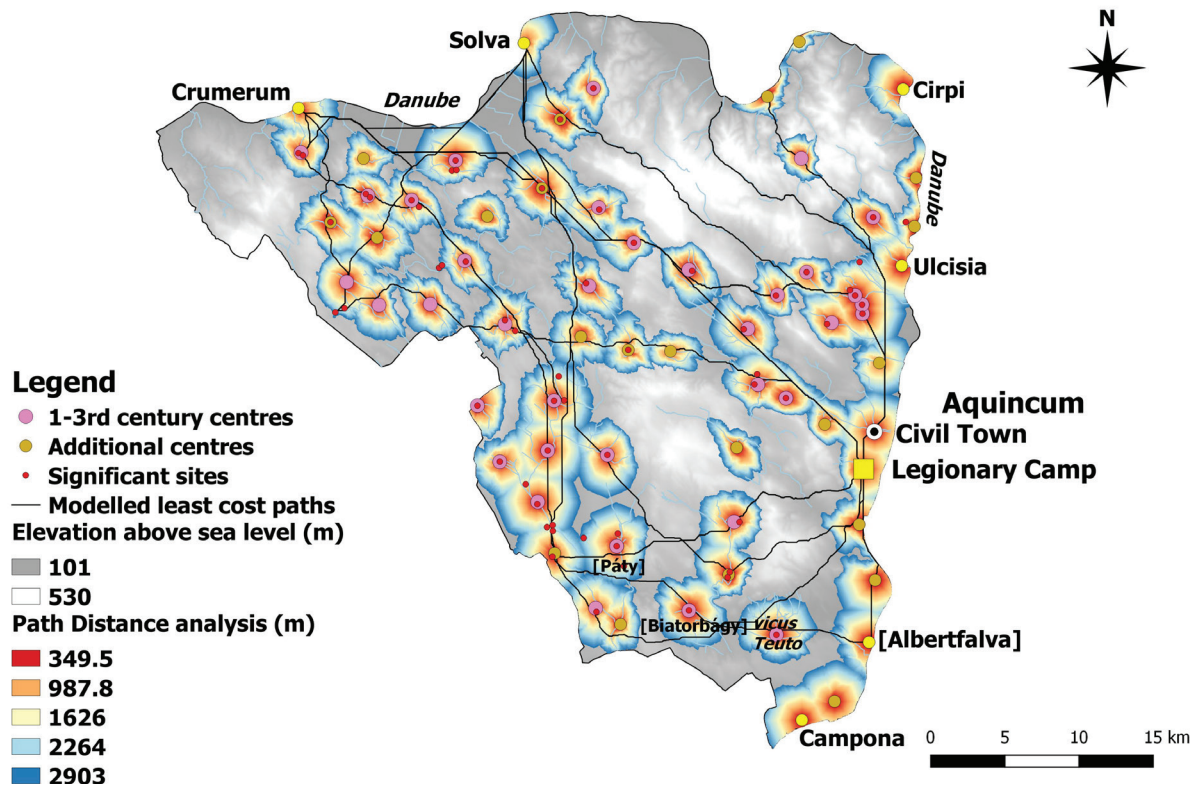 N
Solva
Crumerum
Danube
Cirpi
Danube
Ulcisia
Legend
1-3rd century centres
Additional centres
Significant sites
Modelled least cost paths
Elevation above sea level (m)
101
530
Path Distance analysis (m)
349.5
987.8
1626
2264
2903
Aquincum
Civil Town
Legionary Camp
[Páty]
[Biatorbágy]
vicus
Teuto
[Albertfalva]
Campona
0 5 10 15 km